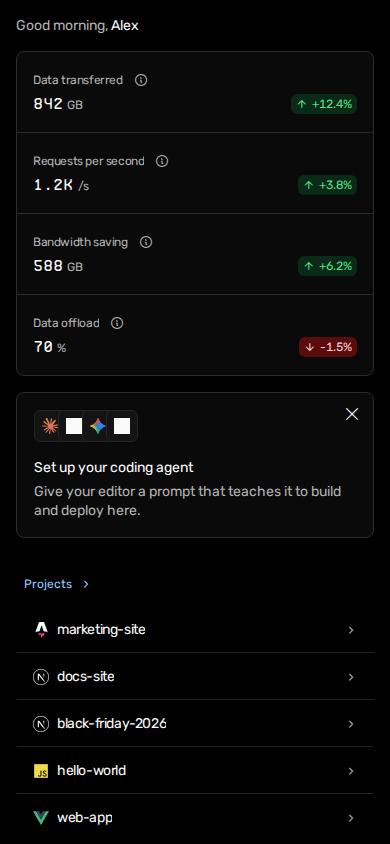 Good morning, Alex
Data transferred
842 GB
+12.4%
Requests per second
1.2K /s
+3.8%
Bandwidth saving
588 GB
+6.2%
Data offload
70 %
-1.5%
Set up your coding agent
Give your editor a prompt that teaches it to build
and deploy here.
Projects
marketing-site
docs-site
black-friday-2026
JS hello-world
web-app